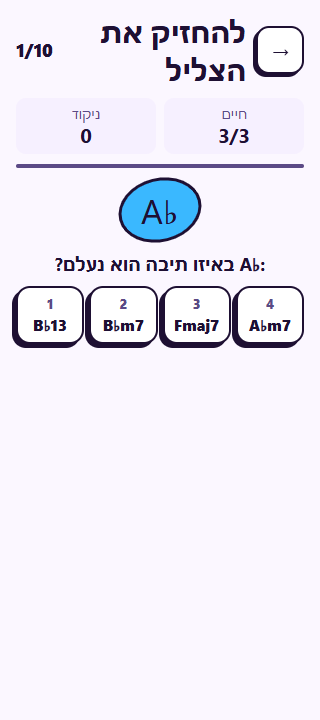 →
להחזיק את
הצליל
1/10
חיים
3/3
ניקוד
0
A♭
:A♭ באיזו תיבה הוא נעלם?
1
B♭13
2
B♭m7
3
Fmaj7
4
A♭m7